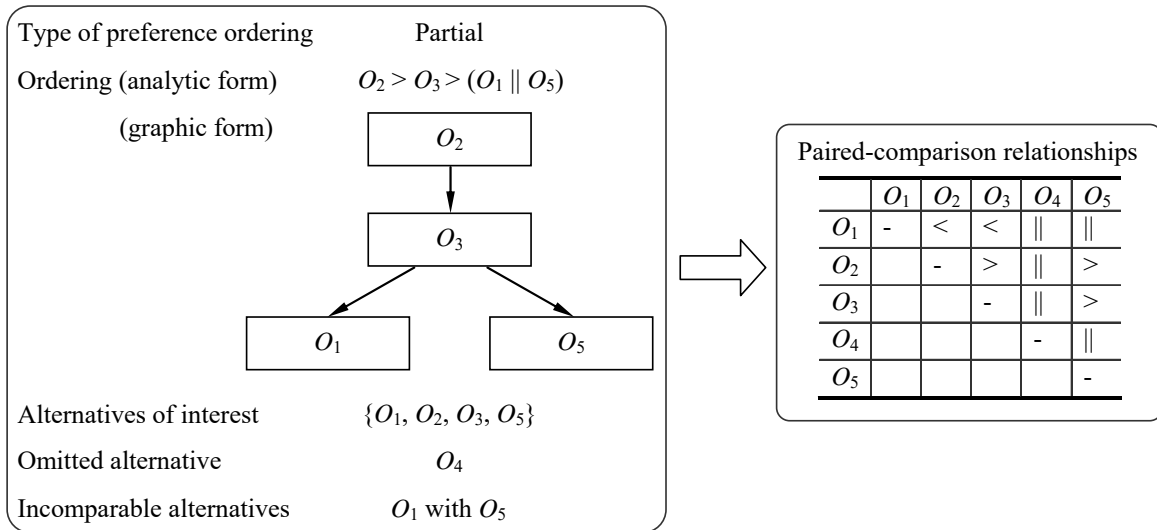 Type of preference ordering Partial
Ordering (analytic form) O₂ > O₃ > (O₁ || O₅)
(graphic form)
O₂
O₃
O₁ O₅
Alternatives of interest {O₁, O₂, O₃, O₅}
Omitted alternative O₄
Incomparable alternatives O₁ with O₅
Paired-comparison relationships
O₁ O₂ O₃ O₄ O₅
O₁ - < < || ||
O₂ - > || >
O₃ - || >
O₄ - ||
O₅ -